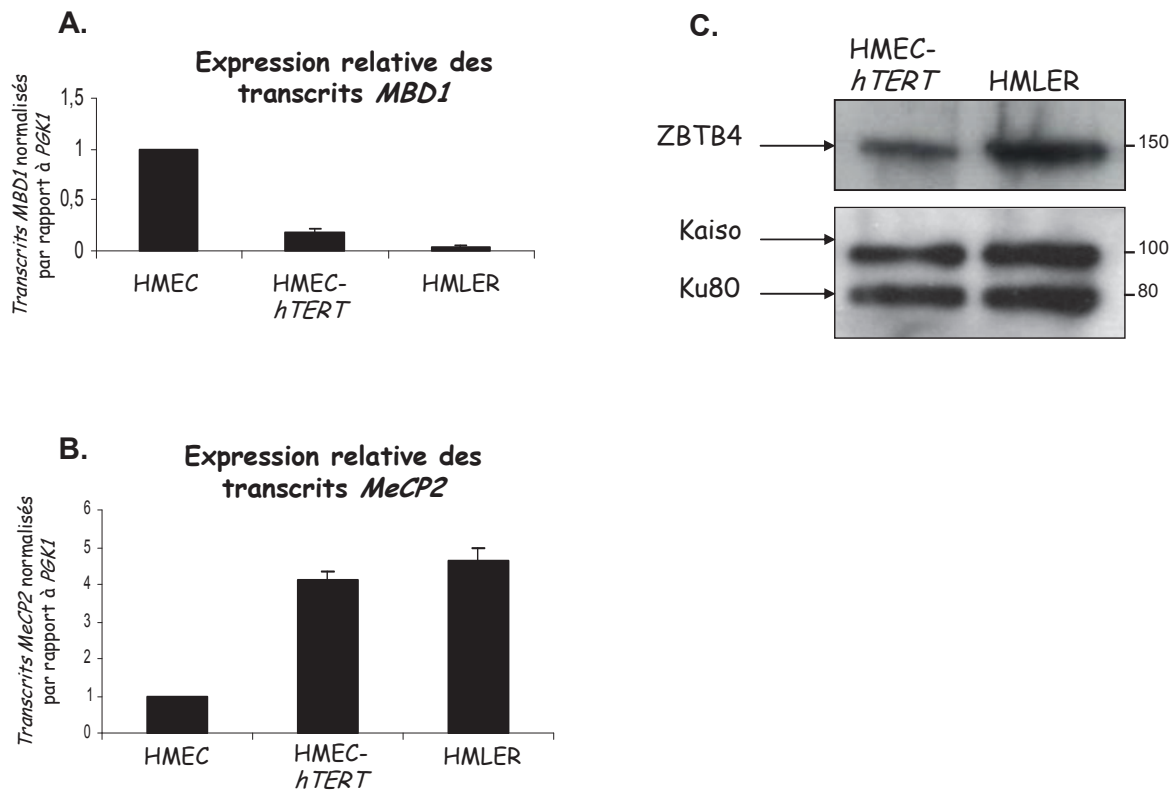 A.
Expression relative des
transcrits MBD1
Transcrits MBD1 normalisés
par rapport à PGK1
1,5
1
0,5
0
HMEC
HMEC-
hTERT
HMLER
B.
Expression relative des
transcrits MeCP2
Transcrits MeCP2 normalisés
par rapport à PGK1
6
5
4
3
2
1
0
HMEC
HMEC-
hTERT
HMLER
C.
HMEC-
hTERT
HMLER
ZBTB4
150
Kaiso
100
Ku80
80